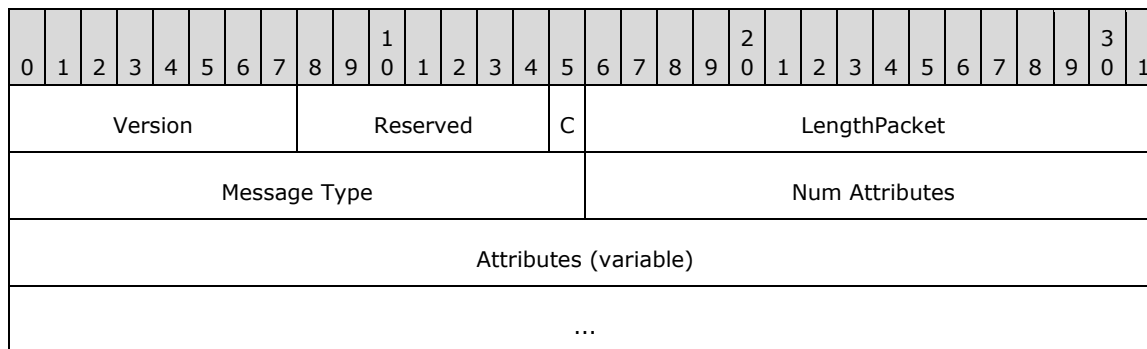 1 2 3
0 1 2 3 4 5 6 7 8 9 0 1 2 3 4 5 6 7 8 9 0 1 2 3 4 5 6 7 8 9 0 1
Version Reserved C LengthPacket
Message Type Num Attributes
Attributes (variable)
...